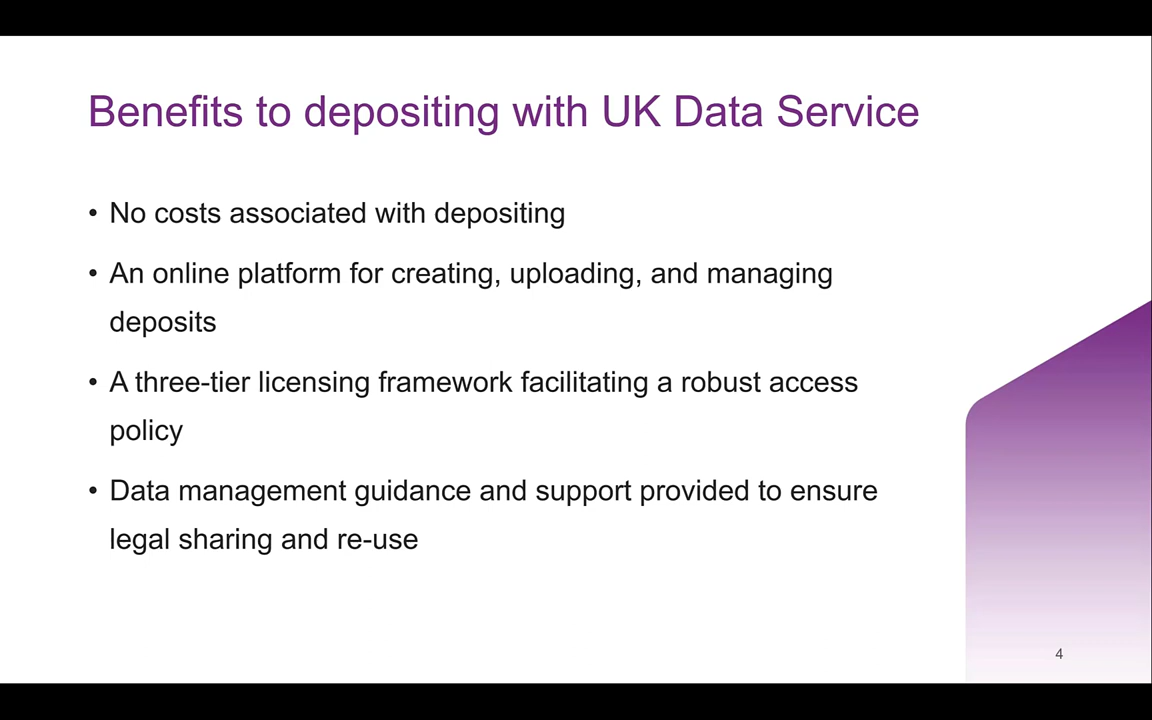 Benefits to depositing with UK Data Service
• No costs associated with depositing
• An online platform for creating, uploading, and managing
deposits
• A three-tier licensing framework facilitating a robust access
policy
• Data management guidance and support provided to ensure
legal sharing and re-use
4